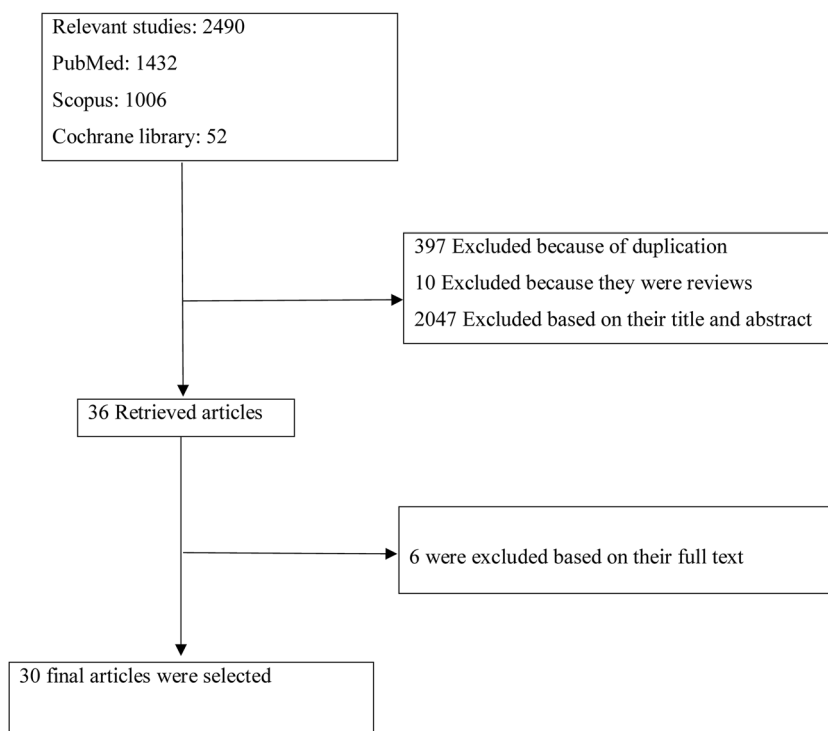 Relevant studies: 2490
PubMed: 1432
Scopus: 1006
Cochrane library: 52
397 Excluded because of duplication
10 Excluded because they were reviews
2047 Excluded based on their title and abstract
36 Retrieved articles
6 were excluded based on their full text
30 final articles were selected